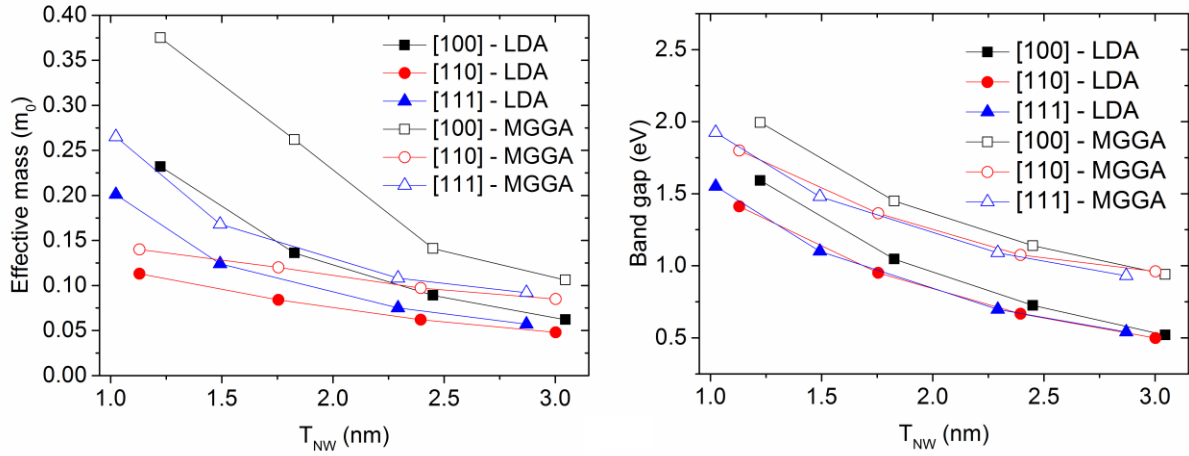 Effective mass (m0)
0.40
0.35
0.30
0.25
0.20
0.15
0.10
0.05
0.00
[100] - LDA
[110] - LDA
[111] - LDA
[100] - MGGA
[110] - MGGA
[111] - MGGA
1.0 1.5 2.0 2.5 3.0
TNW (nm)
Band gap (eV)
2.5
2.0
1.5
1.0
0.5
[100] - LDA
[110] - LDA
[111] - LDA
[100] - MGGA
[110] - MGGA
[111] - MGGA
1.0 1.5 2.0 2.5 3.0
TNW (nm)